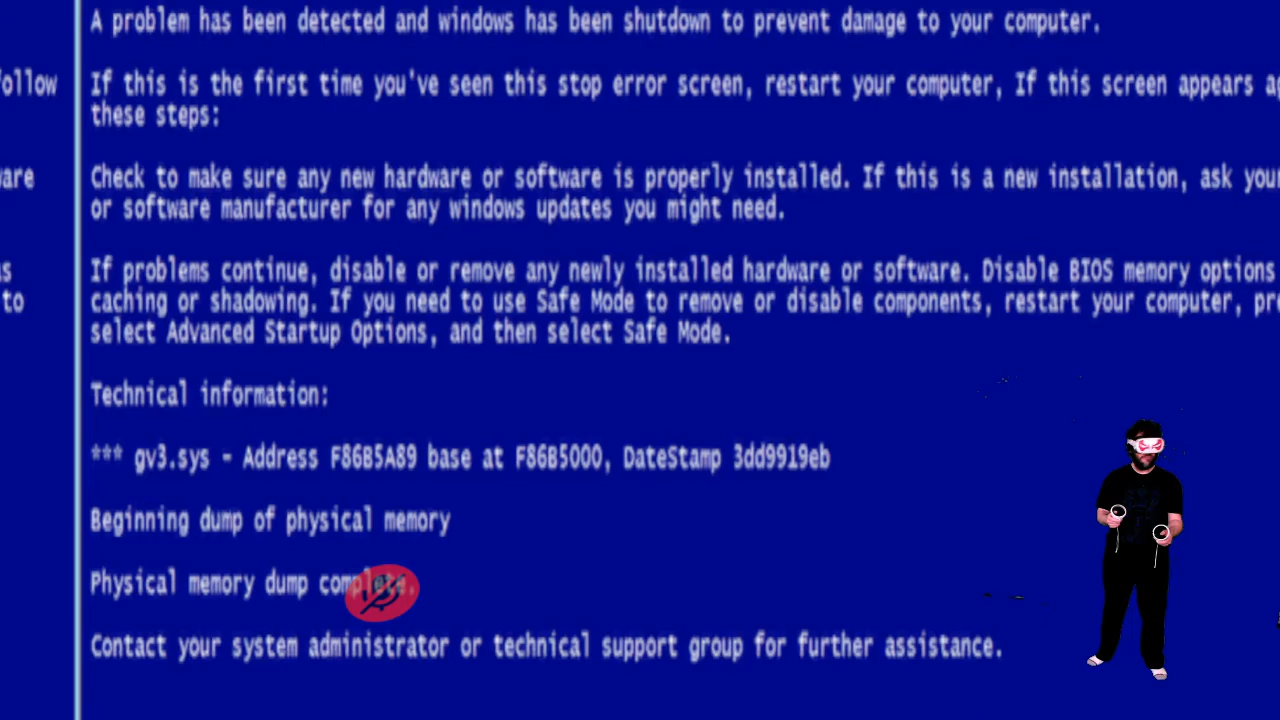 A problem has been detected and windows has been shutdown to prevent damage to your computer.
follow
If this is the first time you've seen this stop error screen, restart your computer, If this screen appears
these steps:
ware
Check to make sure any new hardware or software is properly installed. If this is a new installation, ask your
or software manufacturer for any windows updates you might need.
If problems continue, disable or remove any newly installed hardware or software. Disable BIOS memory options
to
caching or shadowing. If you need to use Safe Mode to remove or disable components, restart your computer,
select Advanced Startup Options, and then select Safe Mode.
Technical information:
*** gv3.sys - Address F86B5A89 base at F86B5000, DateStamp 3dd9919eb
Beginning dump of physical memory
Physical memory dump complete.
Contact your system administrator or technical support group for further assistance.